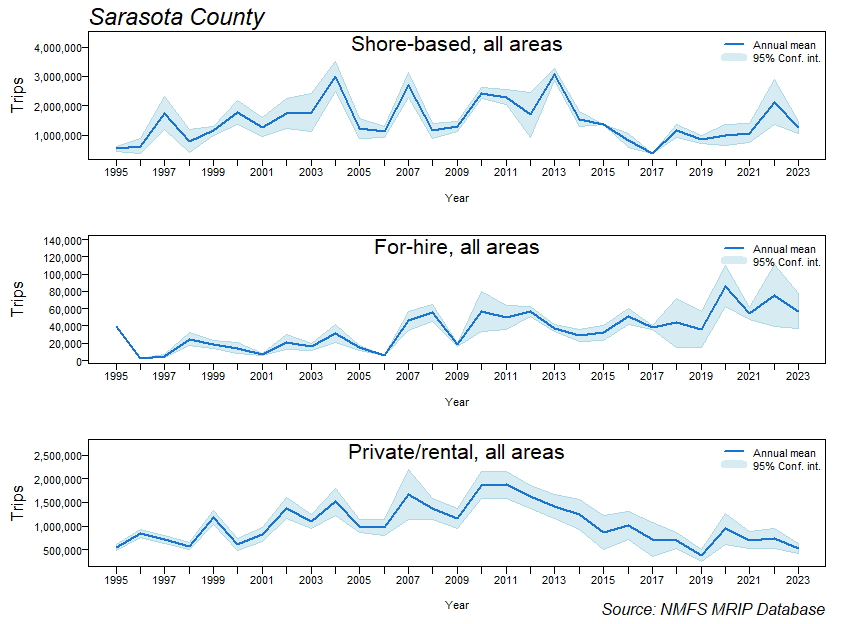 Sarasota County
Shore-based, all areas
Annual mean
95% Conf. int.
Trips
4,000,000
3,000,000
2,000,000
1,000,000
1995 1997 1999 2001 2003 2005 2007 2009 2011 2013 2015 2017 2019 2021 2023
Year
For-hire, all areas
Annual mean
95% Conf. int.
Trips
140,000
120,000
100,000
80,000
60,000
40,000
20,000
0
1995 1997 1999 2001 2003 2005 2007 2009 2011 2013 2015 2017 2019 2021 2023
Year
Private/rental, all areas
Annual mean
95% Conf. int.
Trips
2,500,000
2,000,000
1,500,000
1,000,000
500,000
1995 1997 1999 2001 2003 2005 2007 2009 2011 2013 2015 2017 2019 2021 2023
Year
Source: NMFS MRIP Database